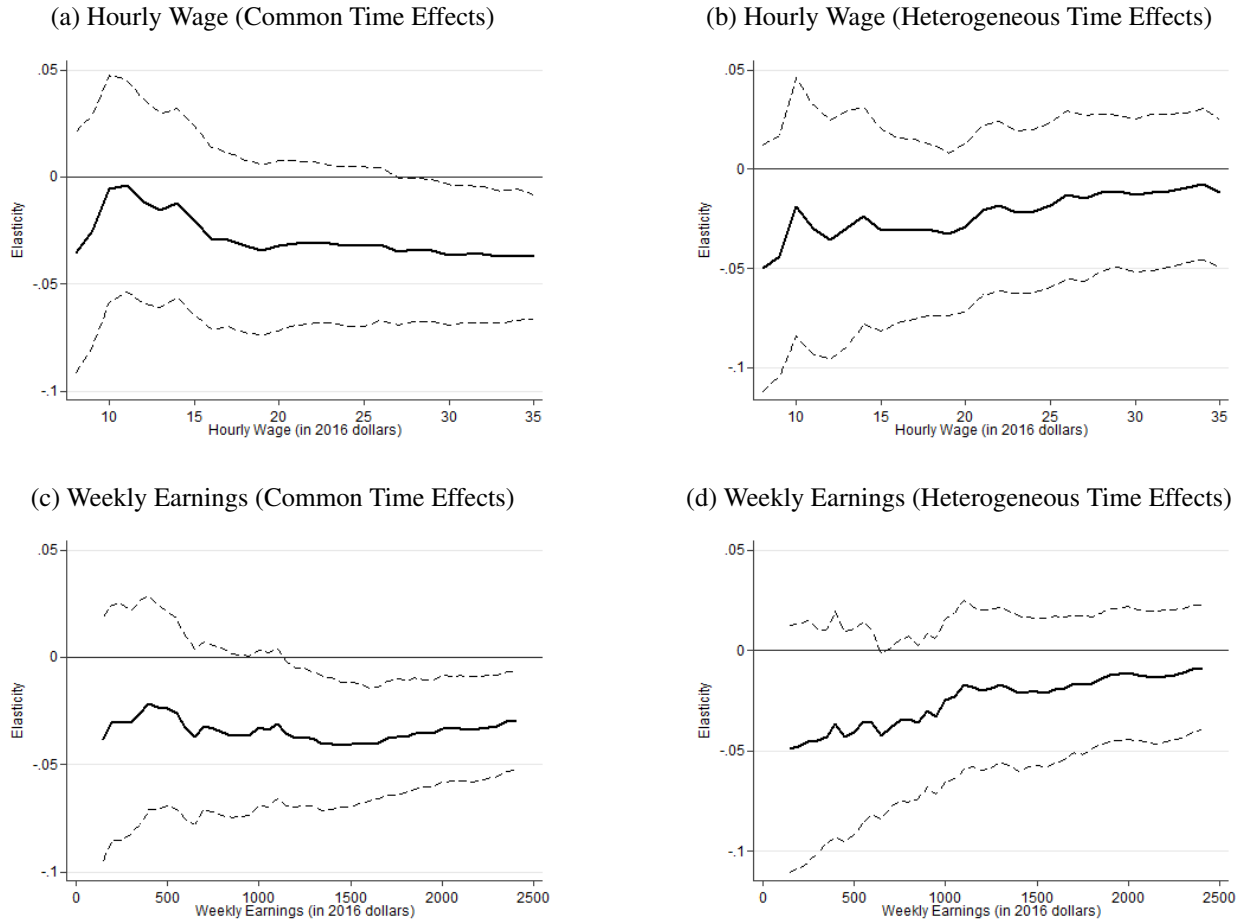 (a) Hourly Wage (Common Time Effects)
.05
0
-.05
-.1
Elasticity
10 15 20 25 30 35
Hourly Wage (in 2016 dollars)
(b) Hourly Wage (Heterogeneous Time Effects)
.05
0
-.05
-.1
Elasticity
10 15 20 25 30 35
Hourly Wage (in 2016 dollars)
(c) Weekly Earnings (Common Time Effects)
.05
0
-.05
-.1
Elasticity
0 500 1000 1500 2000 2500
Weekly Earnings (in 2016 dollars)
(d) Weekly Earnings (Heterogeneous Time Effects)
.05
0
-.05
-.1
Elasticity
0 500 1000 1500 2000 2500
Weekly Earnings (in 2016 dollars)